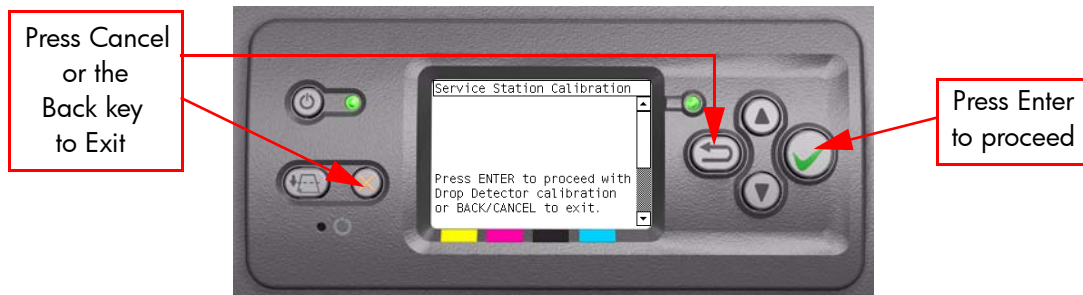 Press Cancel
or the
Back key
to Exit
Service Station Calibration
Press ENTER to proceed with
Drop Detector calibration
or BACK/CANCEL to exit.
Press Enter
to proceed